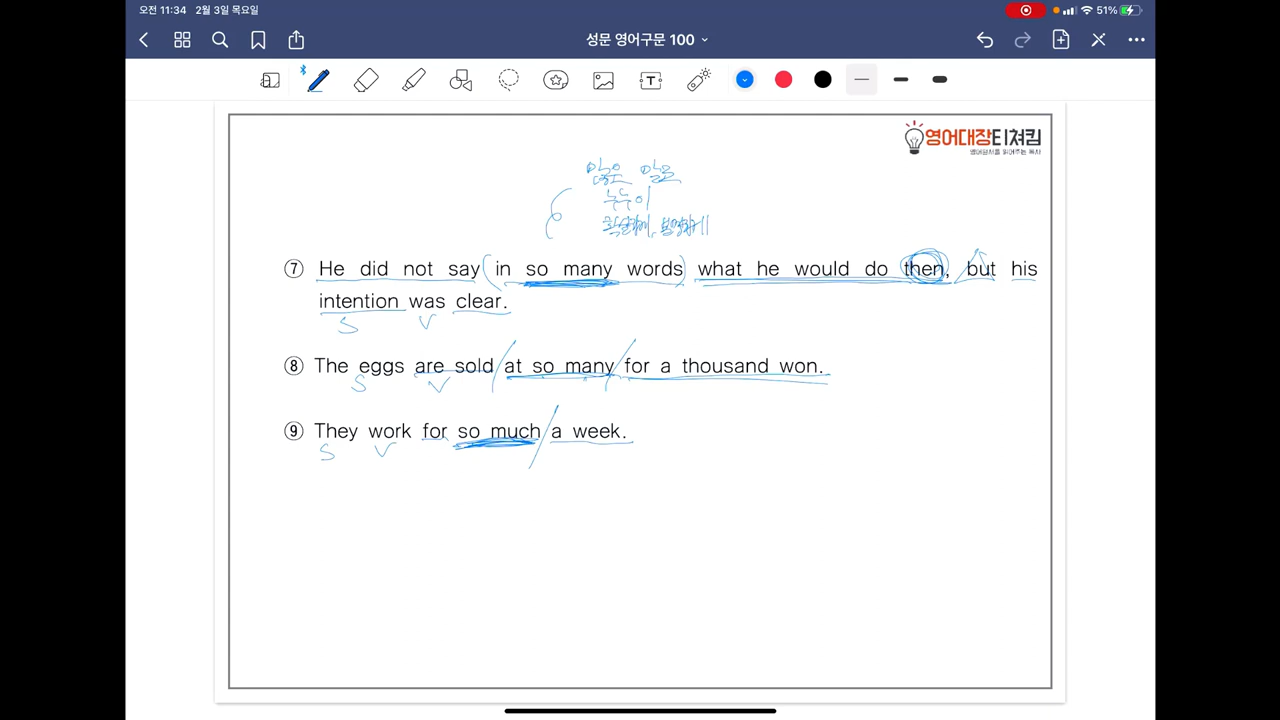 오전 11:34 2월 3일 목요일
51%
성문 영어구문 100
T
영어대장티쳐킴
많은 말로
누누이
확실하게, 분명하게
⑦ He did not say in so many words what he would do then, but his
intention was clear.
S V
⑧ The eggs are sold at so many for a thousand won.
S V
⑨ They work for so much a week.
S V